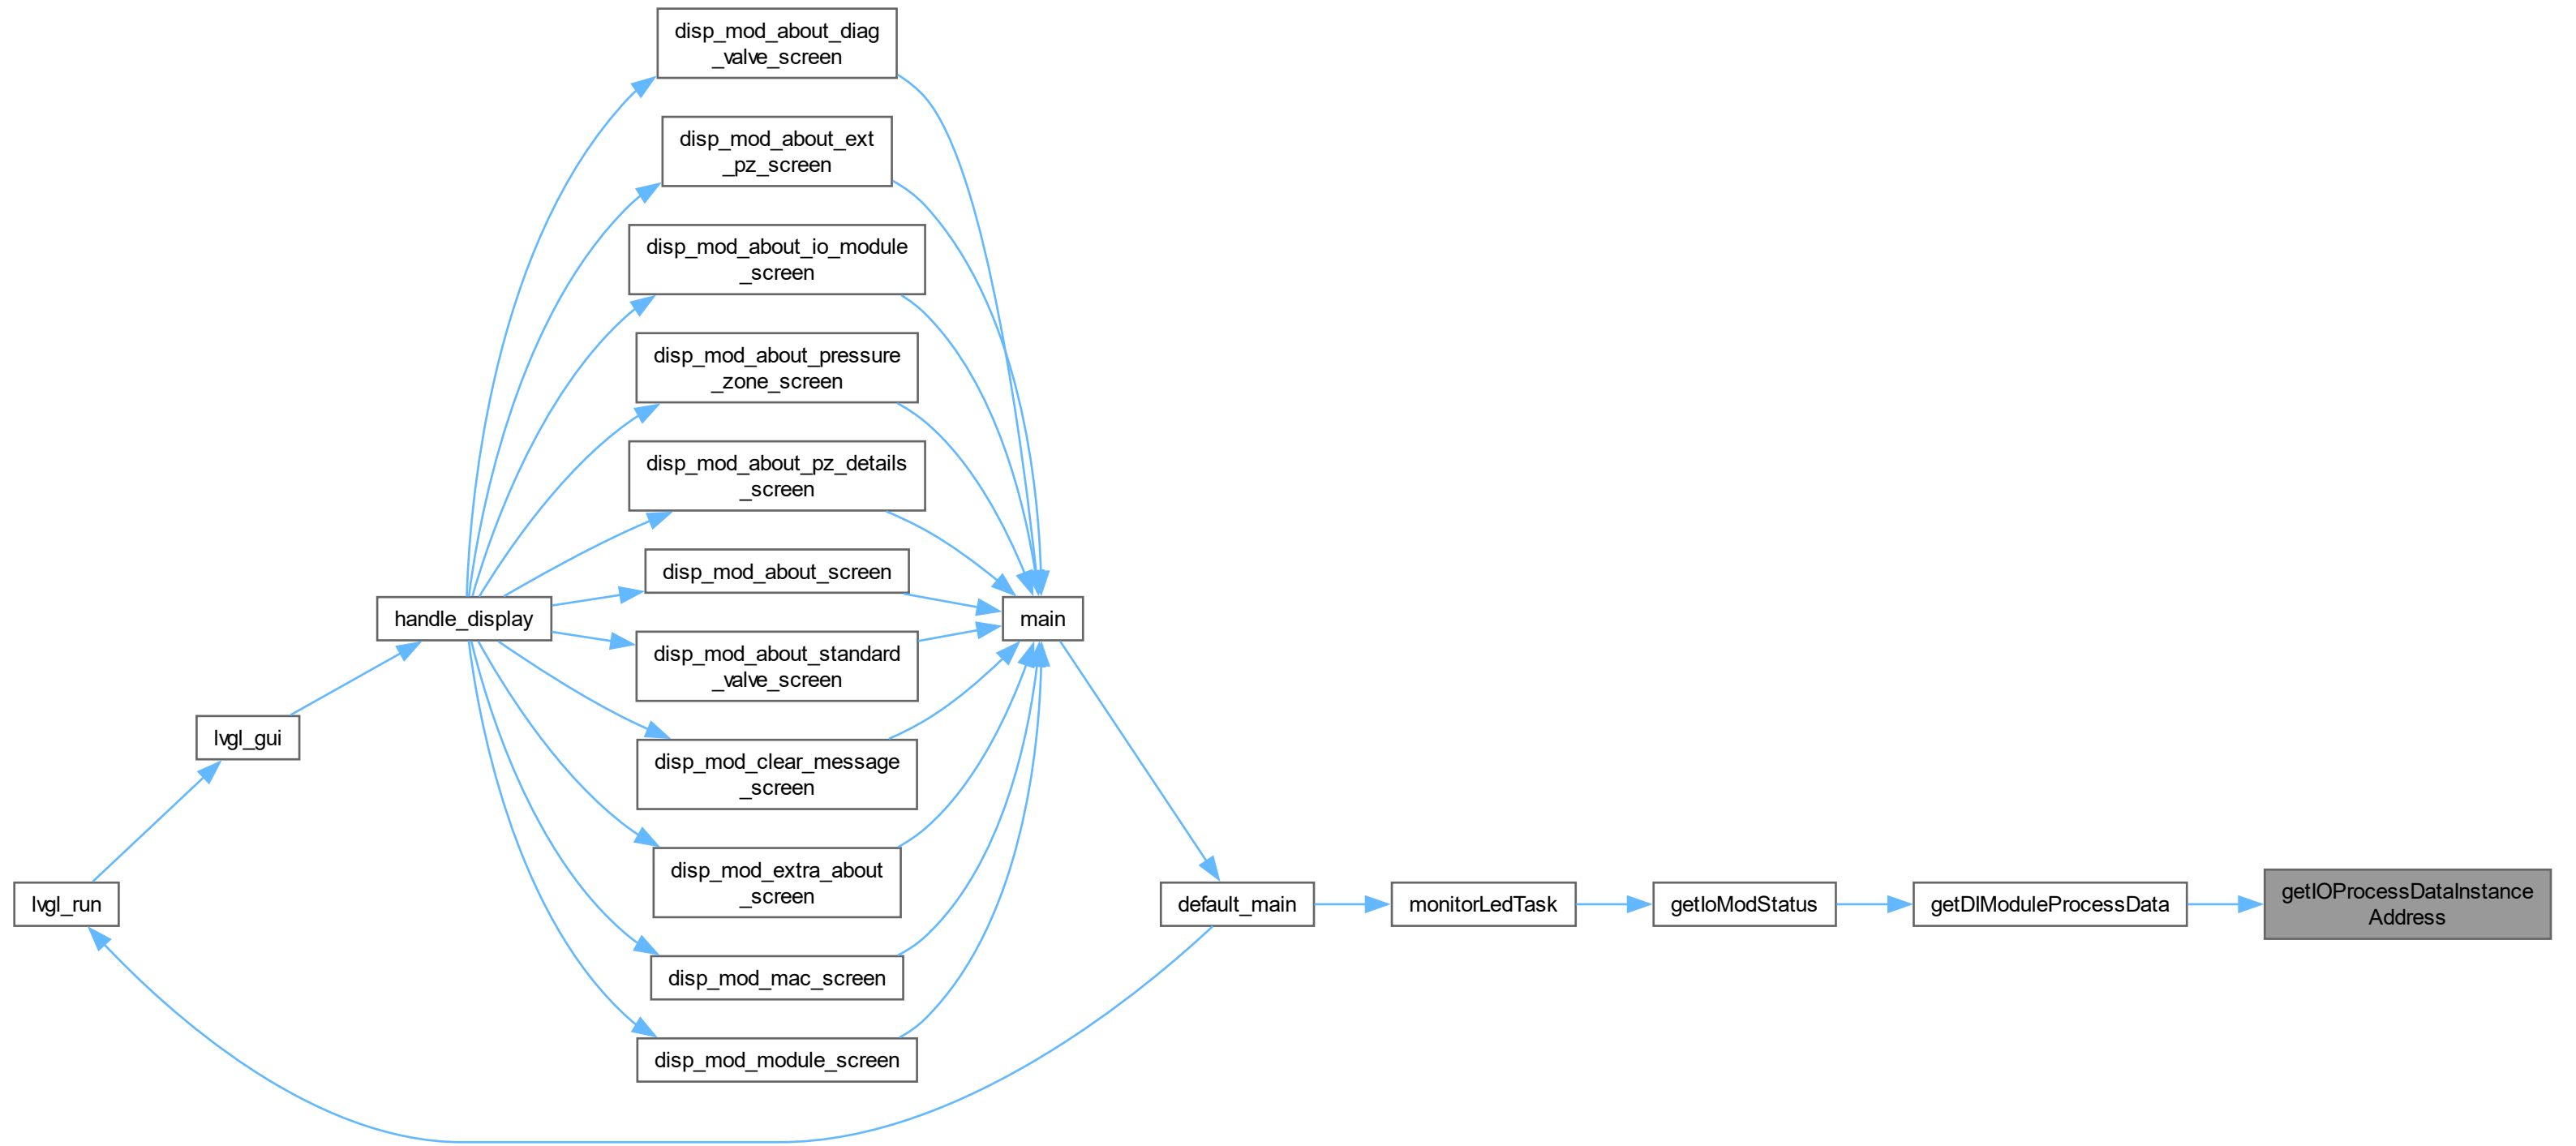 disp_mod_about_diag
_valve_screen
disp_mod_about_ext
_pz_screen
disp_mod_about_io_module
_screen
disp_mod_about_pressure
_zone_screen
disp_mod_about_pz_details
_screen
disp_mod_about_screen
handle_display
main
disp_mod_about_standard
_valve_screen
lvgl_gui
disp_mod_clear_message
_screen
disp_mod_extra_about
_screen
lvgl_run
default_main
monitorLedTask
getIoModStatus
getDIModuleProcessData
getIOProcessDataInstance
Address
disp_mod_mac_screen
disp_mod_module_screen